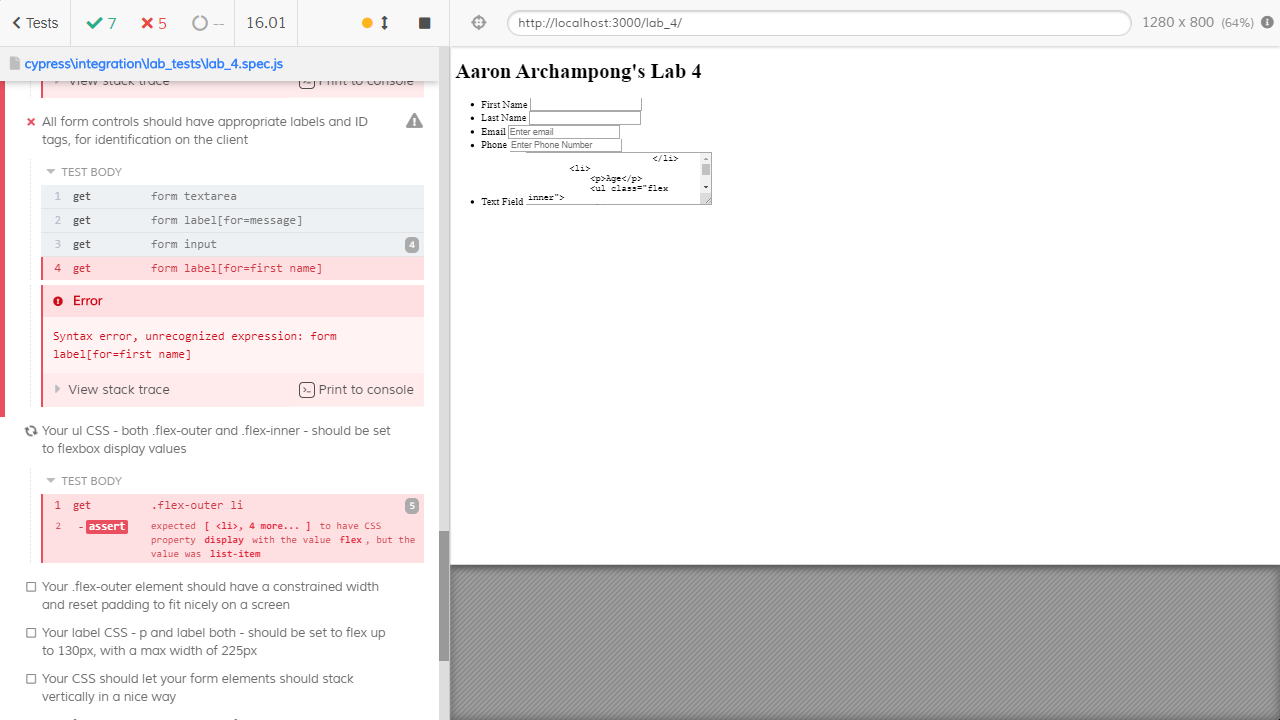 Tests 7 5 -- 16.01
cypress\integration\lab_tests\lab_4.spec.js
View stack trace Print to console
All form controls should have appropriate labels and ID
tags, for identification on the client
TEST BODY
1 get form textarea
2 get form label[for=message]
3 get form input 4
4 get form label[for=first name]
Error
Syntax error, unrecognized expression: form
label[for=first name]
View stack trace Print to console
Your ul CSS - both .flex-outer and .flex-inner - should be set
to flexbox display values
TEST BODY
1 get .flex-outer li 5
2 -assert expected [ <li>, 4 more... ] to have CSS
property display with the value flex, but the
value was list-item
Your .flex-outer element should have a constrained width
and reset padding to fit nicely on a screen
Your label CSS - p and label both - should be set to flex up
to 130px, with a max width of 225px
Your CSS should let your form elements should stack
vertically in a nice way
http://localhost:3000/lab_4/ 1280 x 800 (64%)
Aaron Archampong's Lab 4
First Name
Last Name
Email Enter email
Phone Enter Phone Number
</li>
<li>
<p>Age</p>
<ul class="flex
inner">
Text Field